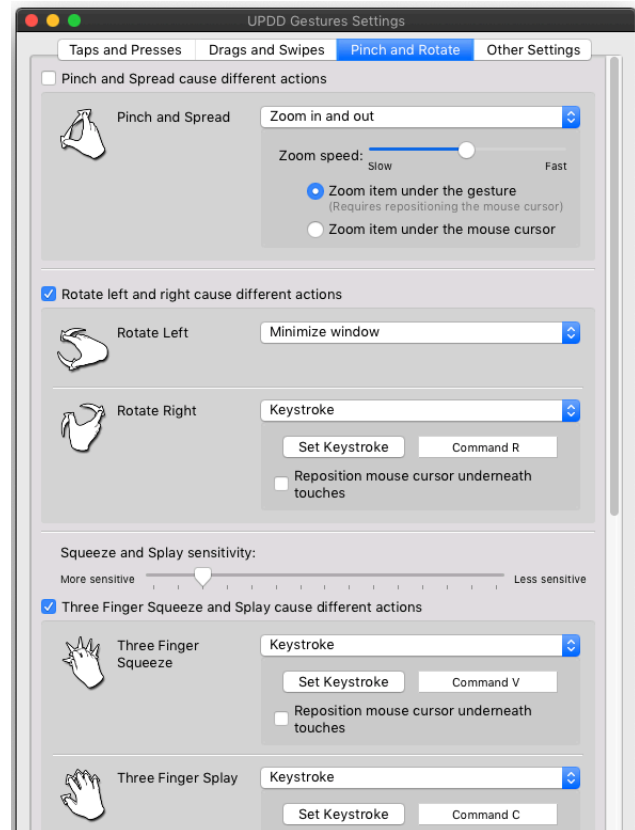 UPDD Gestures Settings
Taps and Presses Drags and Swipes Pinch and Rotate Other Settings
Pinch and Spread cause different actions
Pinch and Spread Zoom in and out
Zoom speed:
Slow Fast
Zoom item under the gesture
(Requires repositioning the mouse cursor)
Zoom item under the mouse cursor
Rotate left and right cause different actions
Rotate Left Minimize window
Rotate Right Keystroke
Set Keystroke Command R
Reposition mouse cursor underneath
touches
Squeeze and Splay sensitivity:
More sensitive Less sensitive
Three Finger Squeeze and Splay cause different actions
Three Finger Keystroke
Squeeze
Set Keystroke Command V
Reposition mouse cursor underneath
touches
Three Finger Splay Keystroke
Set Keystroke Command C